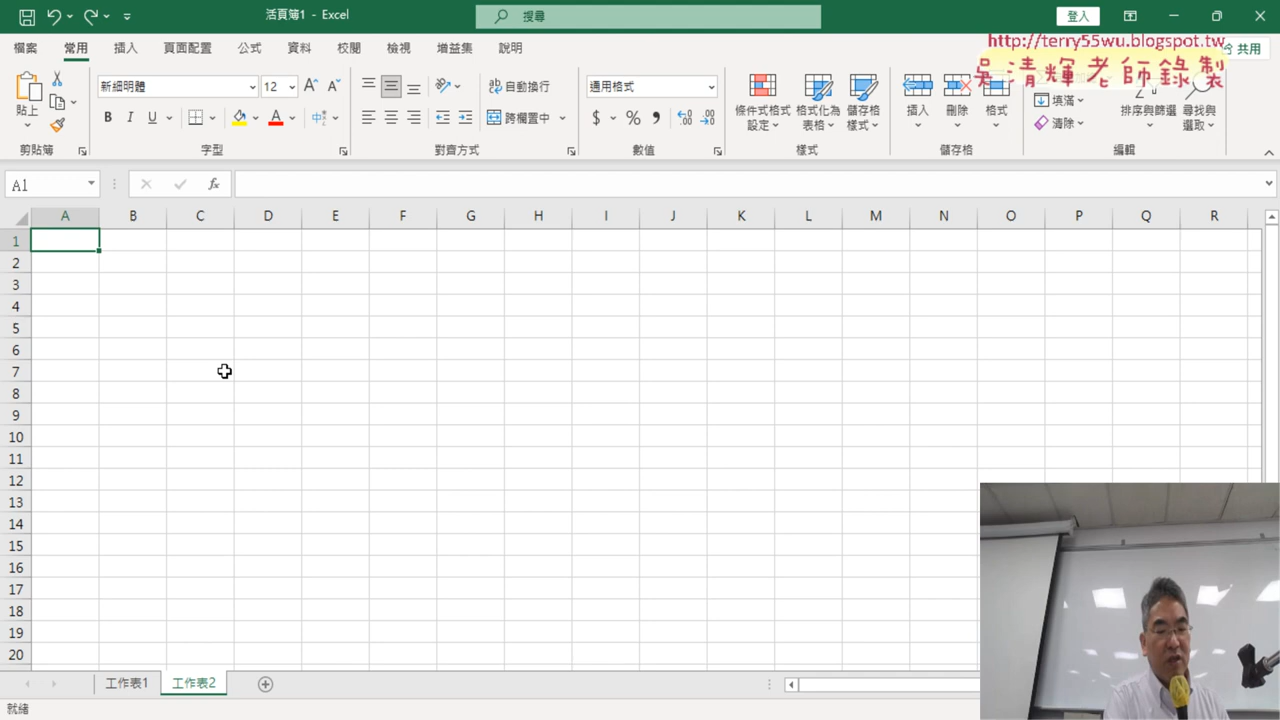 活頁簿1 - Excel
搜尋
登入
檔案 常用 插入 頁面配置 公式 資料 校閱 檢視 增益集 說明
共用
http://terry55wu.blogspot.tw
吳清輝老師錄製
貼上
新細明體
12
B I U A
自動換行
跨欄置中
通用格式
$ % 9
條件式格式設定
格式化為表格
儲存格樣式
插入
刪除
格式
填滿
清除
排序與篩選
尋找與選取
剪貼簿 字型 對齊方式 數值 樣式 儲存格 編輯
A1
fx
A B C D E F G H I J K L M N O P Q R
1
2
3
4
5
6
7
8
9
10
11
12
13
14
15
16
17
18
19
20
工作表1 工作表2
就緒